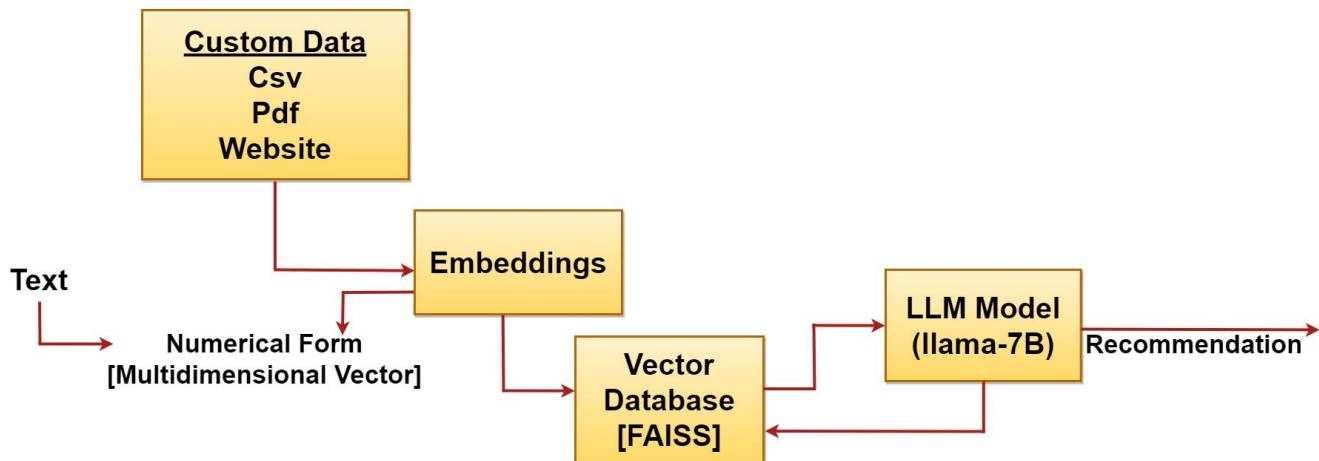 Custom Data
Csv
Pdf
Website
Embeddings
Text
Numerical Form
[Multidimensional Vector]
Vector
Database
[FAISS]
LLM Model
(llama-7B)
Recommendation